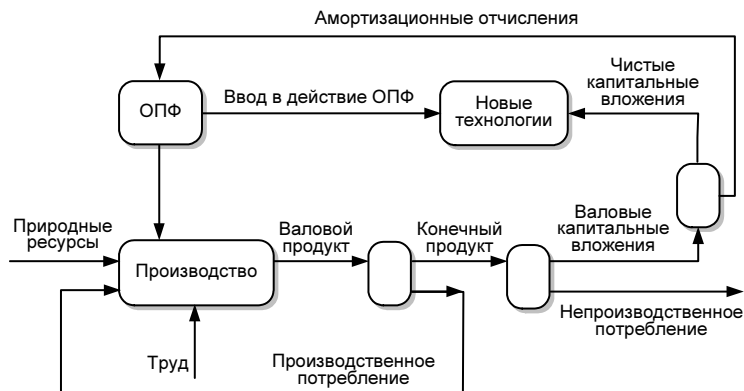 Амортизационные отчисления
Чистые
капитальные
вложения
ОПФ
Ввод в действие ОПФ
Новые
технологии
Природные
ресурсы
Производство
Валовой
продукт
Конечный
продукт
Валовые
капитальные
вложения
Непроизводственное
потребление
Труд
Производственное
потребление